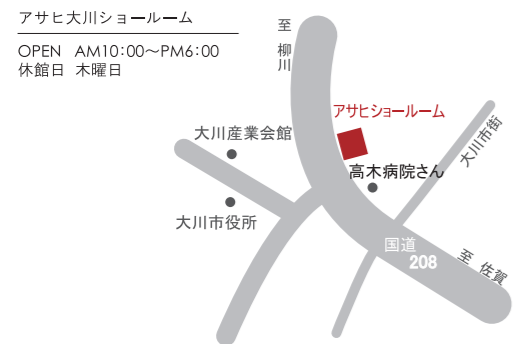 アサヒ大川ショールーム
OPEN AM10：00〜PM6：00
休館日 木曜日
至 柳川
アサヒショールーム
大川産業会館
大川市街
高木病院さん
大川市役所
国道
208
至 佐賀